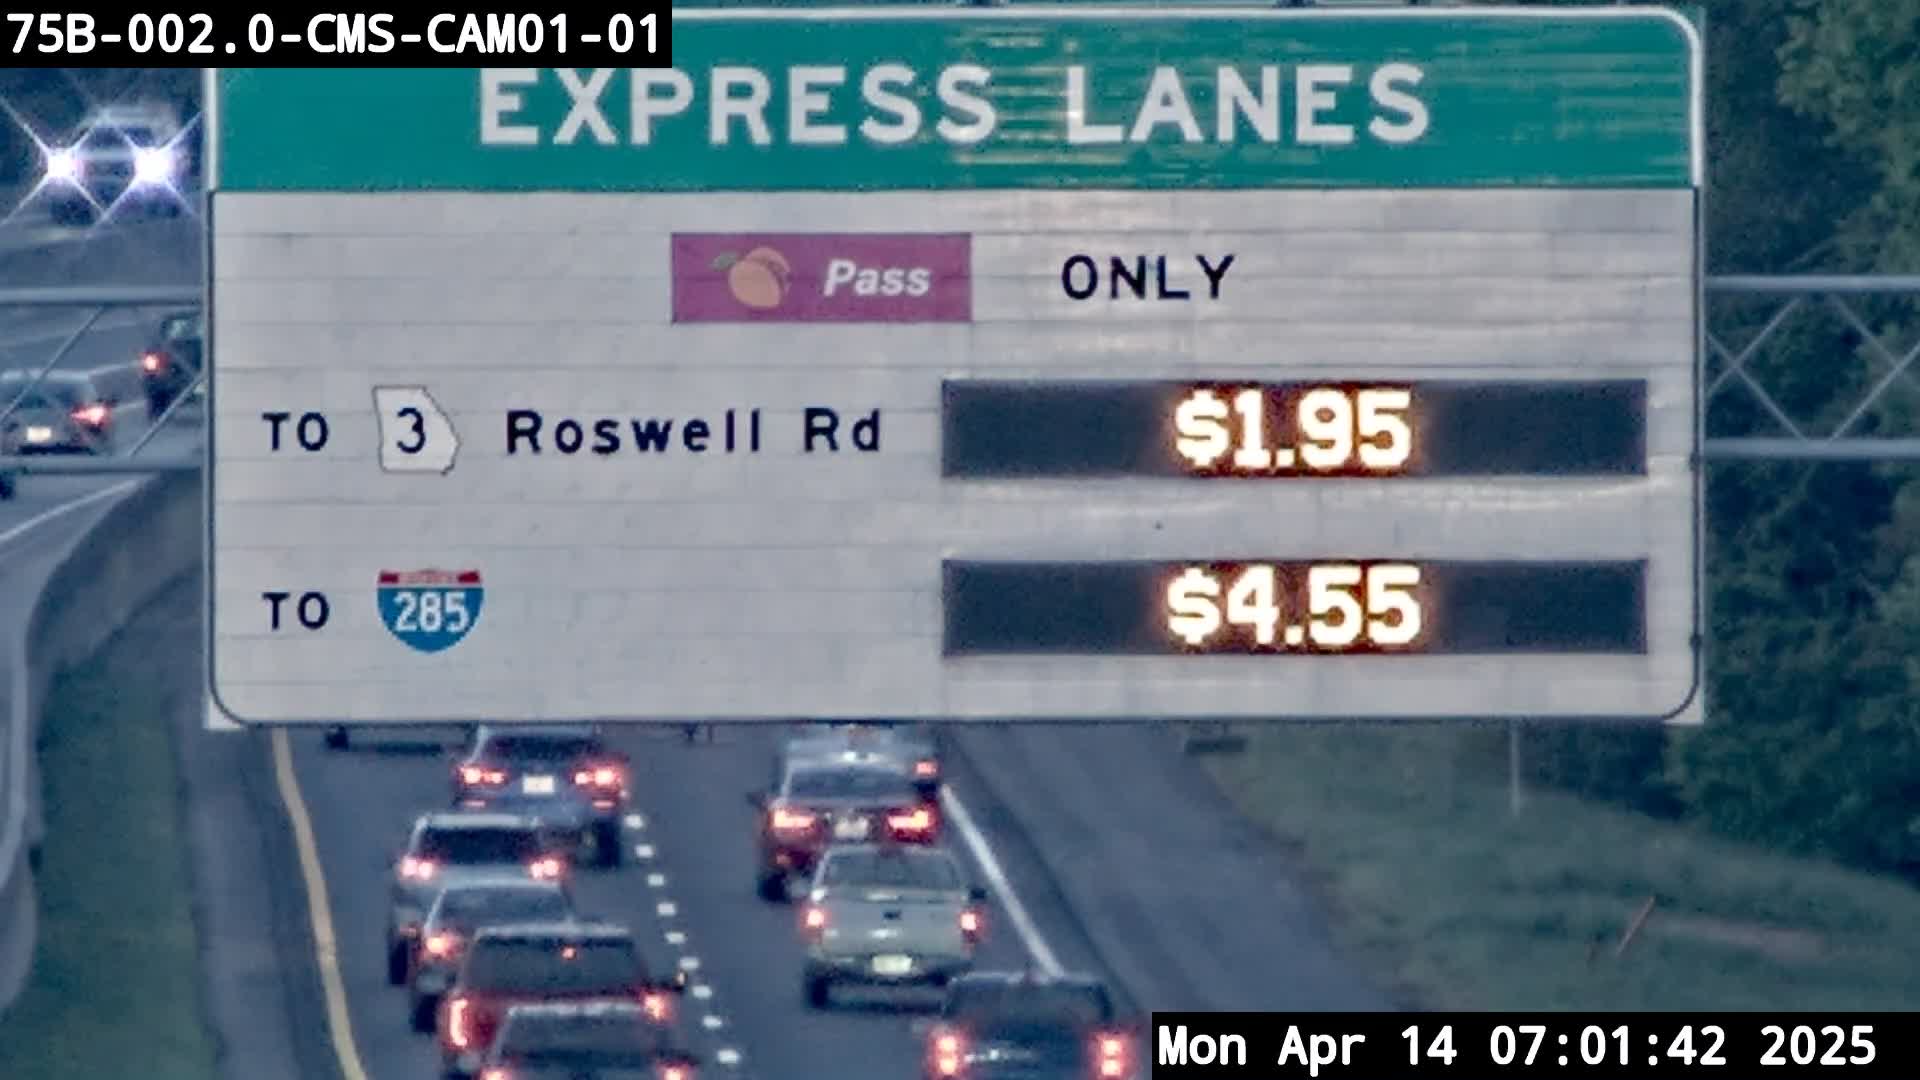 75B-002.0-CMS-CAM01-01
EXPRESS LANES
Pass ONLY
TO 3 Roswell Rd $1.95
TO 285 $4.55
Mon Apr 14 07:01:42 2025